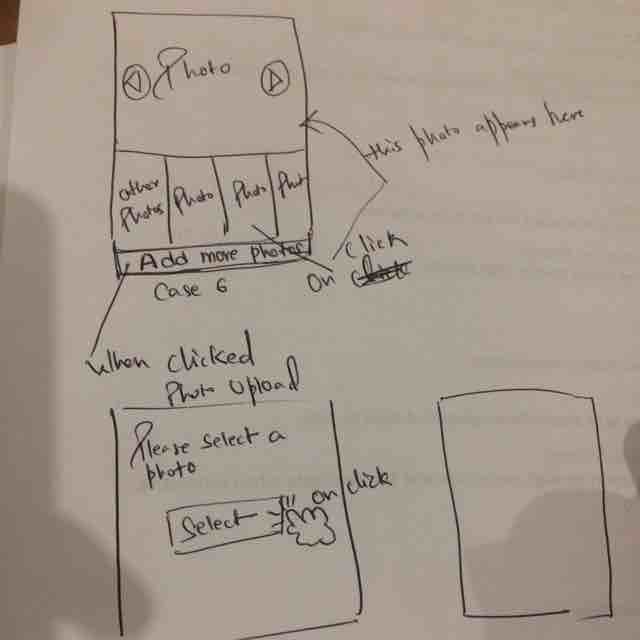 Photo
this photo appears here
other
Photos
Photo
Photo
Phot
Add more photos
Click
On
Case 6
When clicked
Photo Upload
Please select a
photo
Select
on click